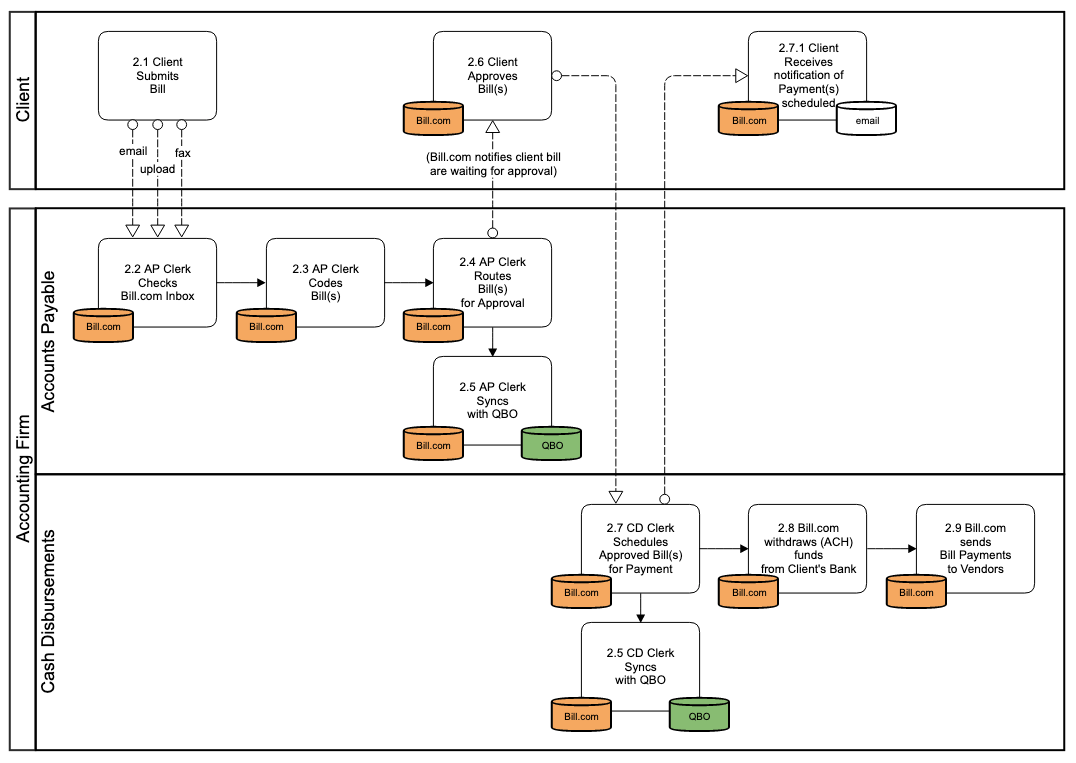 Client
2.1 Client
Submits
Bill
email
upload
fax
2.6 Client
Approves
Bill(s)
Bill.com
(Bill.com notifies client bill
are waiting for approval)
2.7.1 Client
Receives
notification of
Payment(s)
scheduled
Bill.com
email
Accounting Firm
Accounts Payable
2.2 AP Clerk
Checks
Bill.com Inbox
Bill.com
2.3 AP Clerk
Codes
Bill(s)
Bill.com
2.4 AP Clerk
Routes
Bill(s)
for Approval
Bill.com
2.5 AP Clerk
Syncs
with QBO
Bill.com
QBO
Cash Disbursements
2.7 CD Clerk
Schedules
Approved Bill(s)
for Payment
Bill.com
2.8 Bill.com
withdraws (ACH)
funds
from Client's Bank
Bill.com
2.9 Bill.com
sends
Bill Payments
to Vendors
Bill.com
2.5 CD Clerk
Syncs
with QBO
Bill.com
QBO